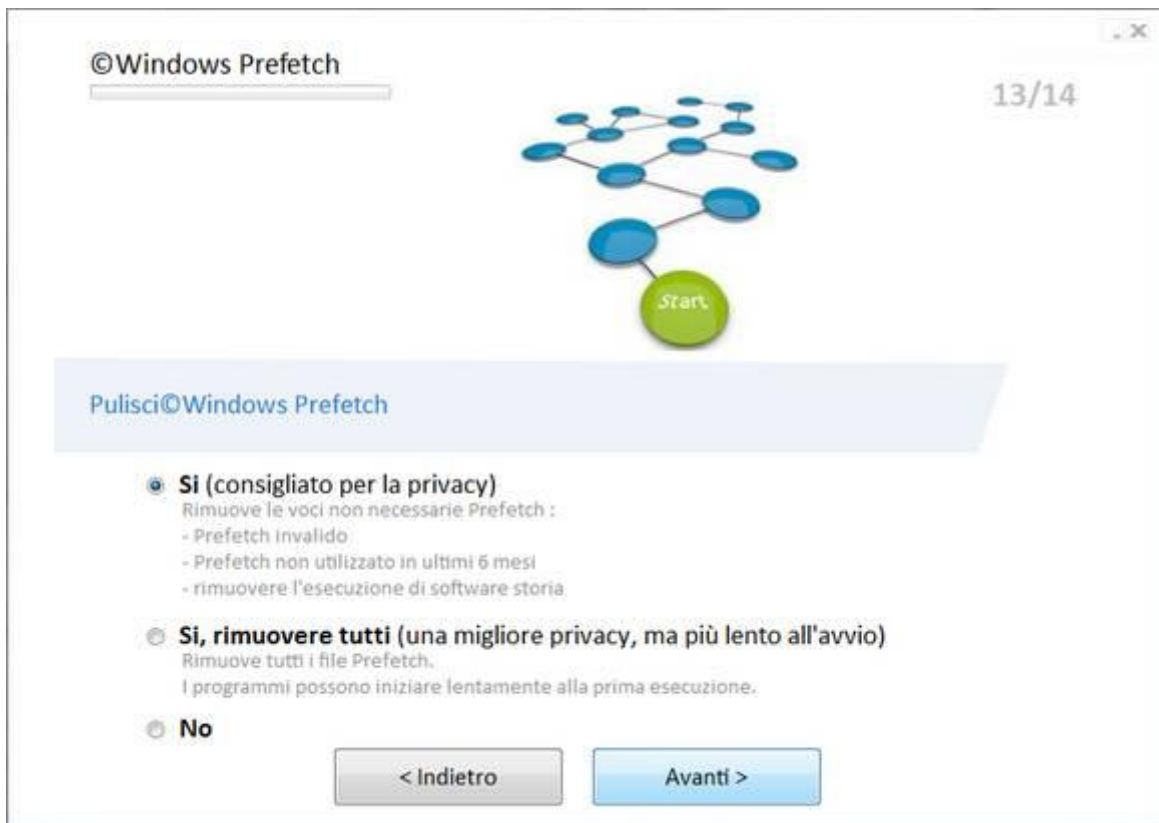 ©Windows Prefetch
13/14
Start
Pulisci©Windows Prefetch
Si (consigliato per la privacy)
Rimuove le voci non necessarie Prefetch :
- Prefetch invalido
- Prefetch non utilizzato in ultimi 6 mesi
- rimuovere l'esecuzione di software storia
Si, rimuovere tutti (una migliore privacy, ma più lento all'avvio)
Rimuove tutti i file Prefetch.
I programmi possono iniziare lentamente alla prima esecuzione.
No
< Indietro
Avanti >